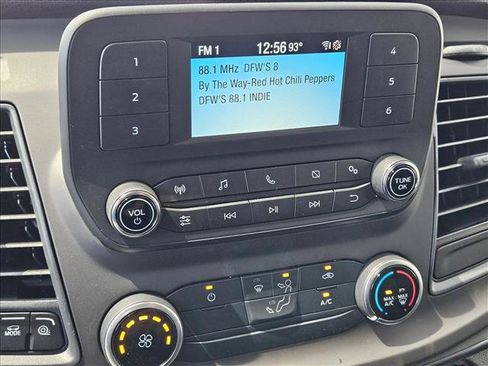 FM 1 12:56 93°
88.1 MHz DFW'S 8
By The Way-Red Hot Chili Peppers
DFW'S 88.1 INDIE
1
2
3
4
5
6
VOL
TUNE
OK
MODE
A/C
MAX
A/C
MAX